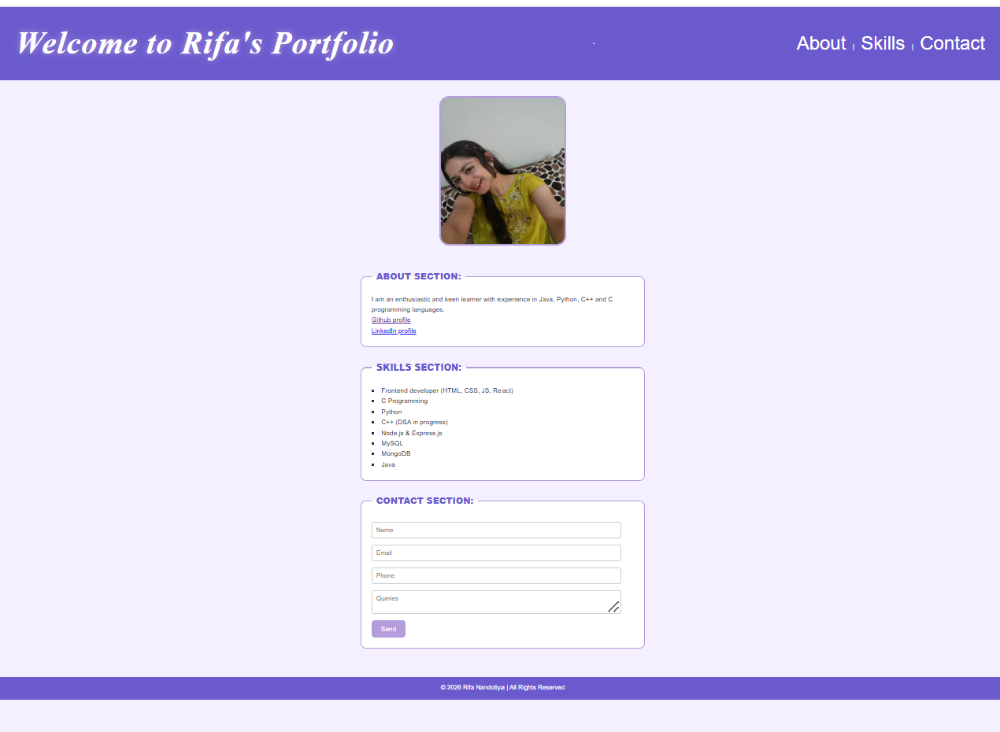 Welcome to Rifa's Portfolio
.
About | Skills | Contact
ABOUT SECTION:
I am an enthusiastic and keen learner with experience in Java, Python, C++ and C
programming languages.
Github profile
LinkedIn profile
SKILLS SECTION:
Frontend developer (HTML, CSS, JS, React)
C Programming
Python
C++ (DSA in progress)
Node.js & Express.js
MySQL
MongoDB
Java
CONTACT SECTION:
Name
Email
Phone
Queries
Send
© 2026 Rifa Nandoliya | All Rights Reserved